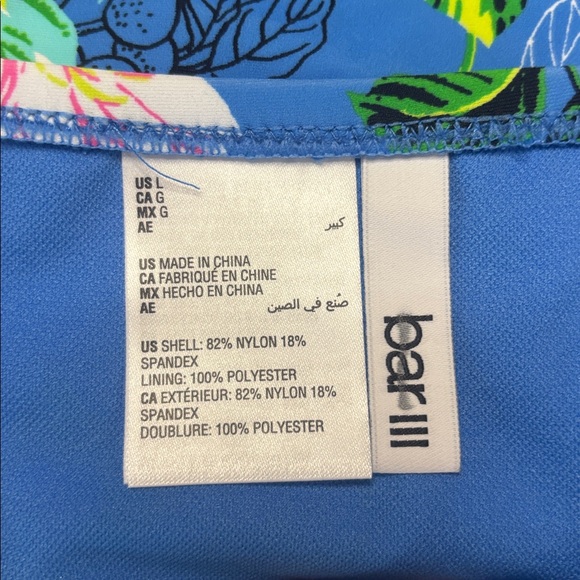 US L
CA G
MX G
AE كبير
US MADE IN CHINA
CA FABRIQUÉ EN CHINE
MX HECHO EN CHINA
AE صُنع في الصين
US SHELL: 82% NYLON 18%
SPANDEX
LINING: 100% POLYESTER
CA EXTÉRIEUR: 82% NYLON 18%
SPANDEX
DOUBLURE: 100% POLYESTER
bar III